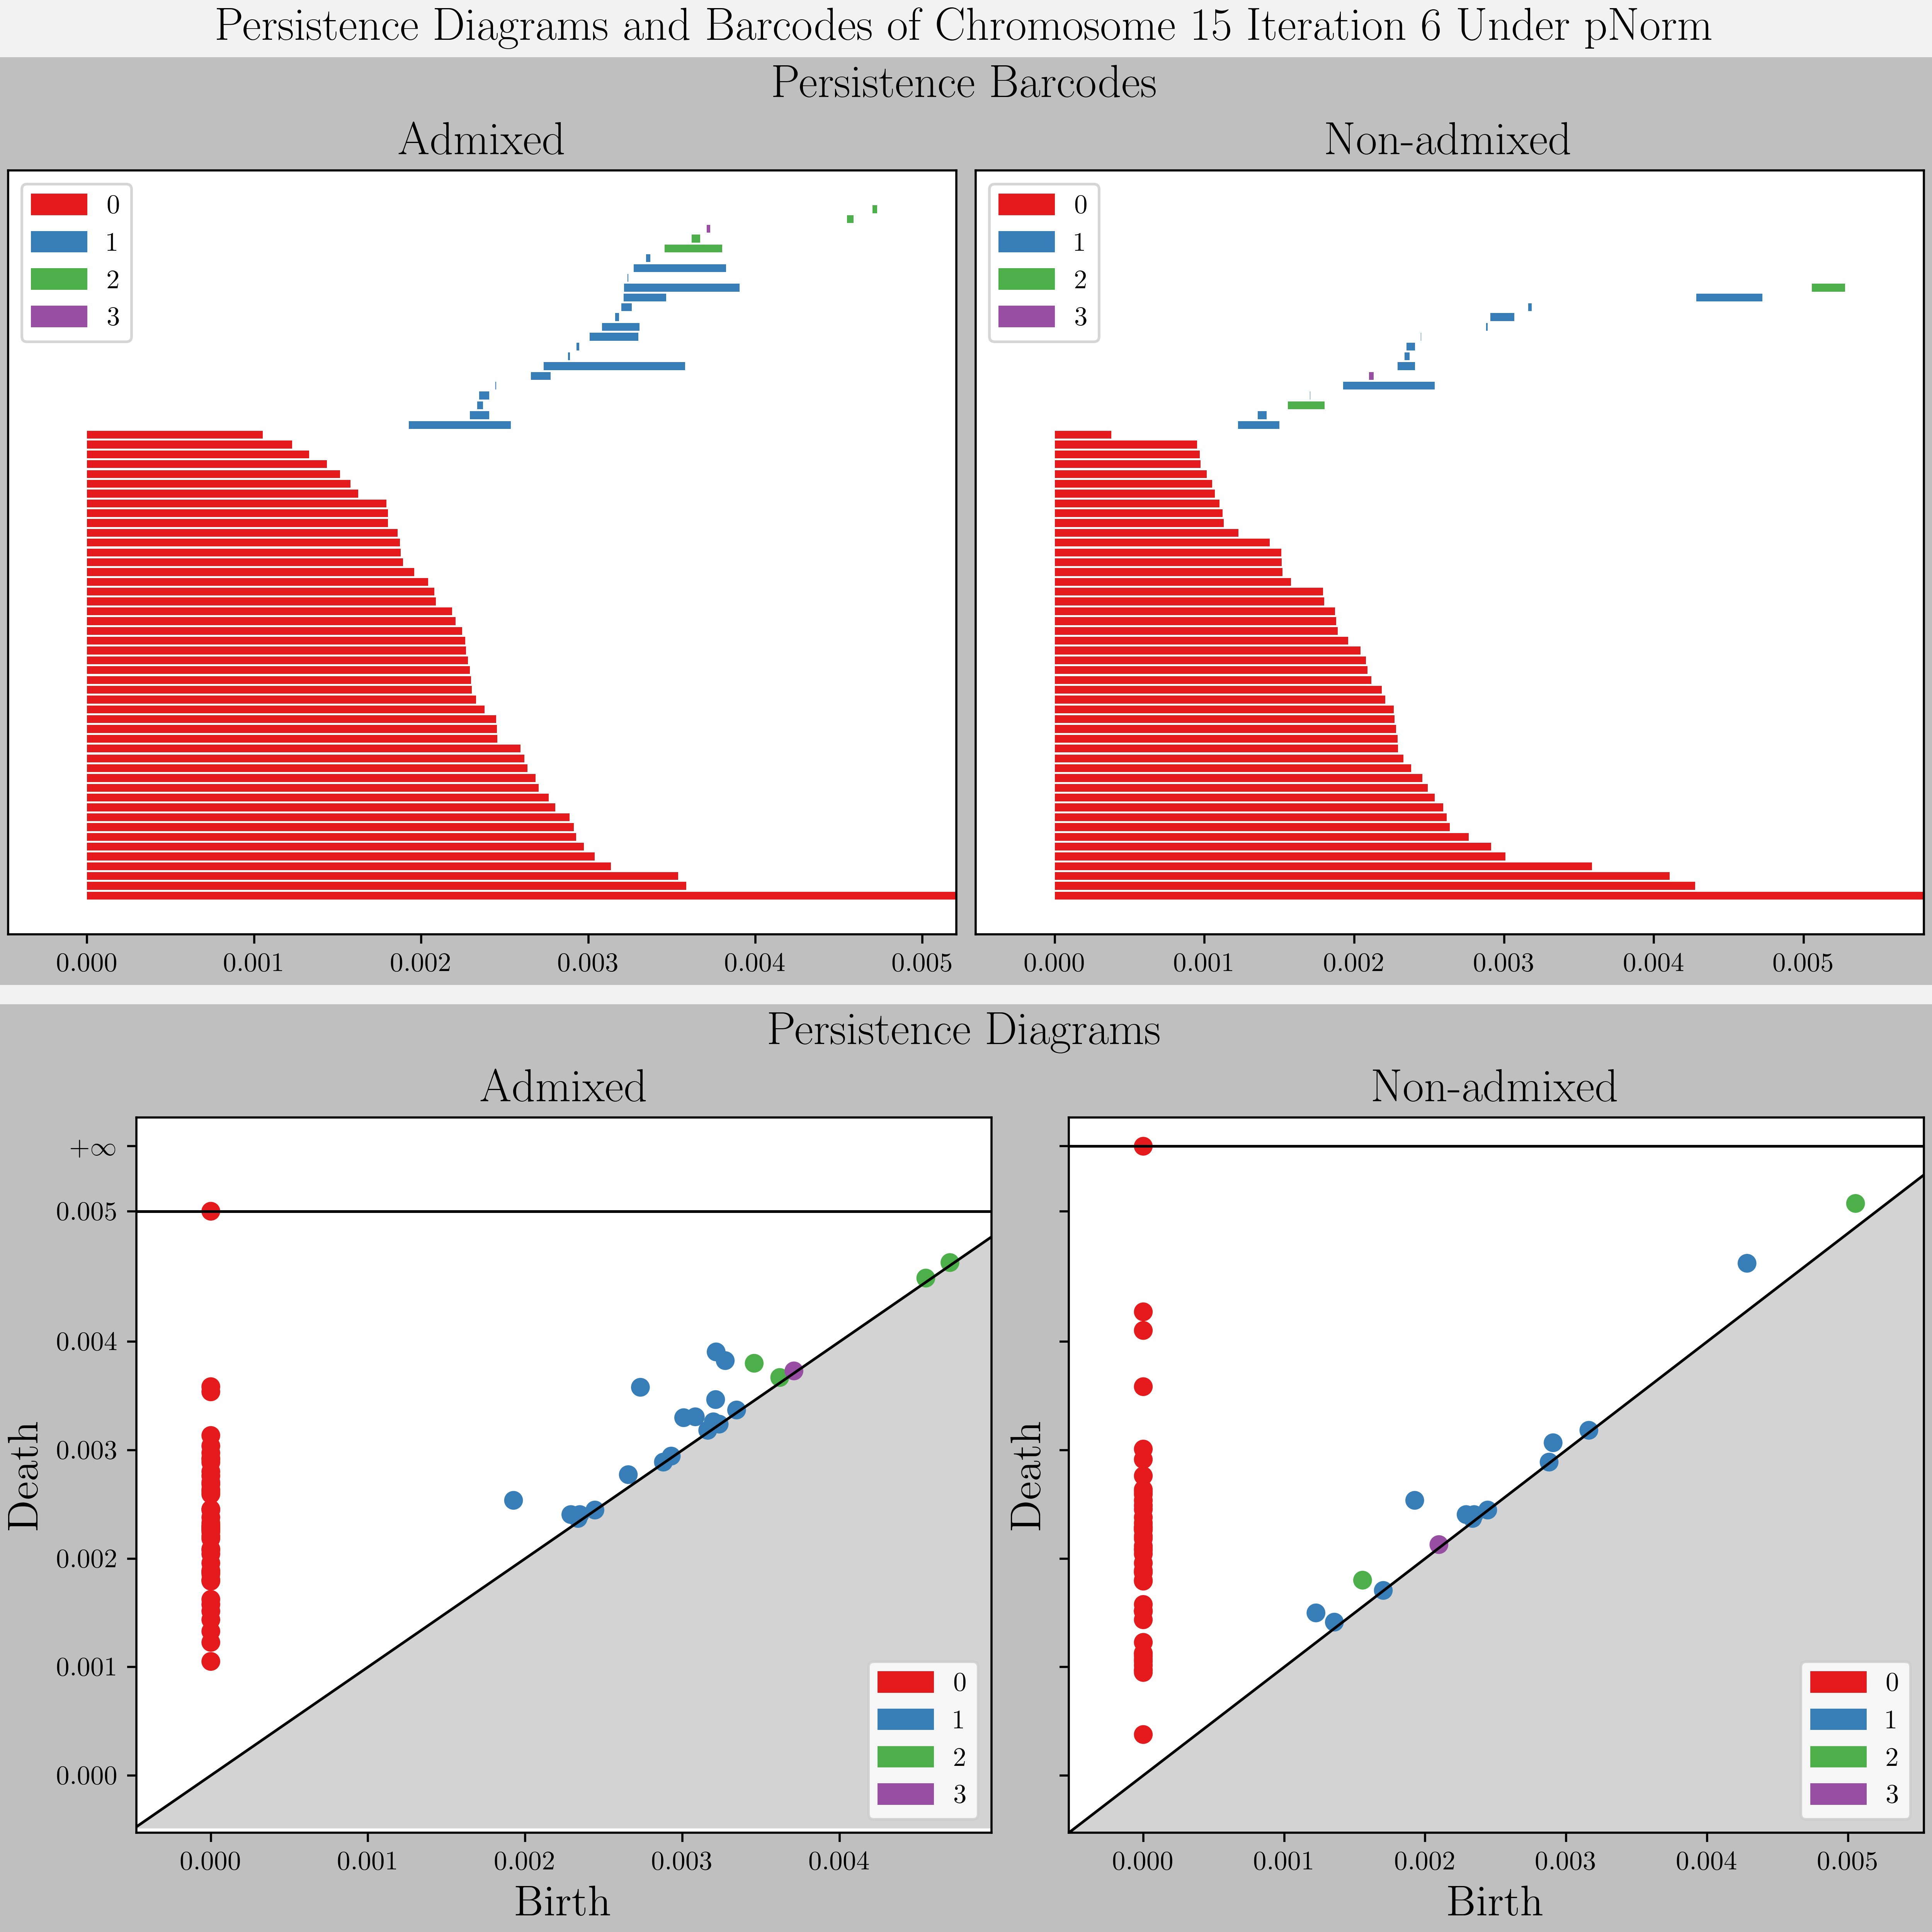 Persistence Diagrams and Barcodes of Chromosome 15 Iteration 6 Under pNorm
Persistence Barcodes
Admixed
0
1
2
3
0.000 0.001 0.002 0.003 0.004 0.005
Non-admixed
0
1
2
3
0.000 0.001 0.002 0.003 0.004 0.005
Persistence Diagrams
Admixed
Death
+∞
0.005
0.004
0.003
0.002
0.001
0.000
0
1
2
3
0.000 0.001 0.002 0.003 0.004
Birth
Non-admixed
Death
0
1
2
3
0.000 0.001 0.002 0.003 0.004 0.005
Birth